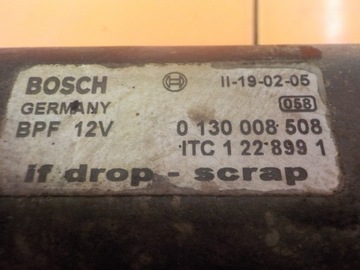 BOSCH II-19-02-05
GERMANY 058
BPF 12V 0 130 008 508
ITC 1 22 899 1
if drop - scrap